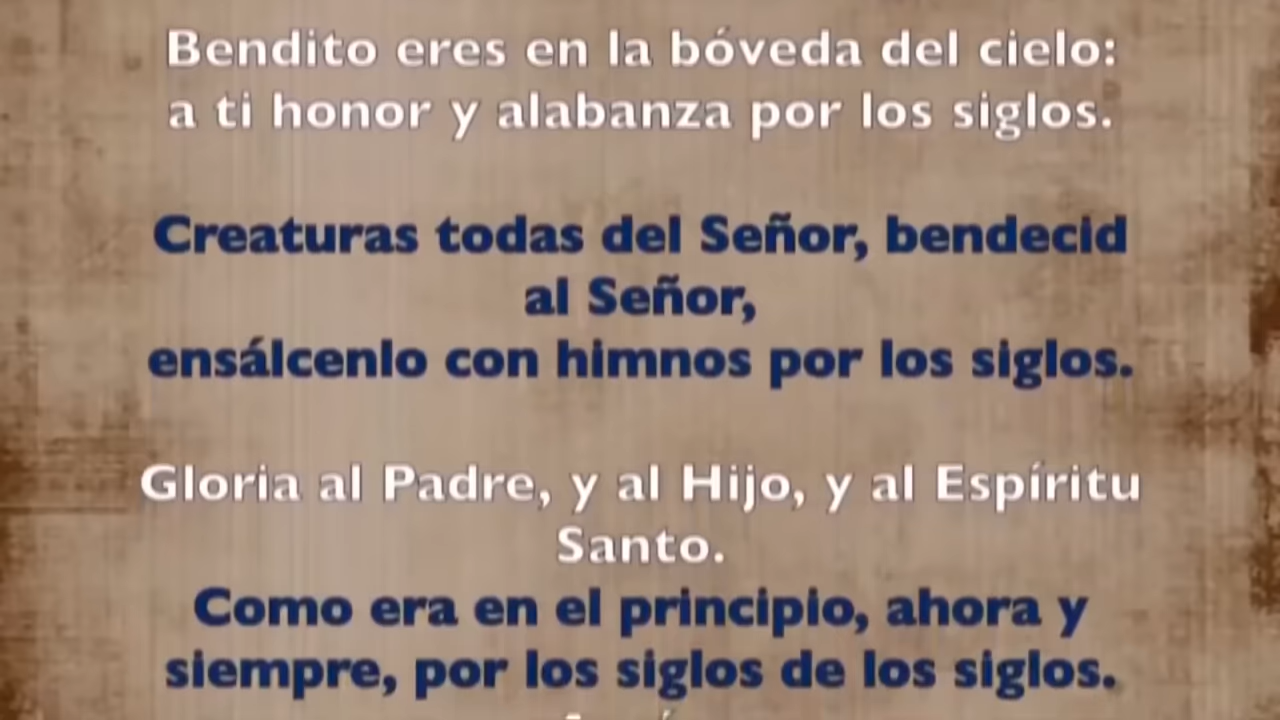 Bendito eres en la bóveda del cielo:
a ti honor y alabanza por los siglos.
Creaturas todas del Señor, bendecid
al Señor,
ensálcenlo con himnos por los siglos.
Gloria al Padre, y al Hijo, y al Espíritu
Santo.
Como era en el principio, ahora y
siempre, por los siglos de los siglos.